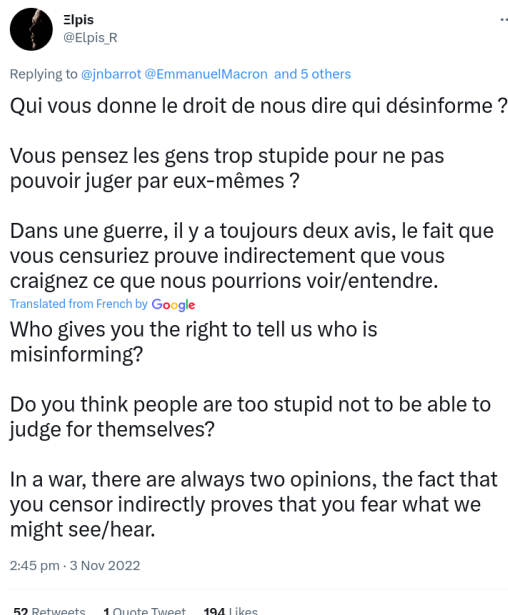 Ξlpis
@Elpis_R
Replying to @jnbarrot @EmmanuelMacron and 5 others
Qui vous donne le droit de nous dire qui désinforme ?
Vous pensez les gens trop stupide pour ne pas
pouvoir juger par eux-mêmes ?
Dans une guerre, il y a toujours deux avis, le fait que
vous censuriez prouve indirectement que vous
craignez ce que nous pourrions voir/entendre.
Translated from French by Google
Who gives you the right to tell us who is
misinforming?
Do you think people are too stupid not to be able to
judge for themselves?
In a war, there are always two opinions, the fact that
you censor indirectly proves that you fear what we
might see/hear.
2:45 pm · 3 Nov 2022
52 Retweets 1 Quote Tweet 194 Likes